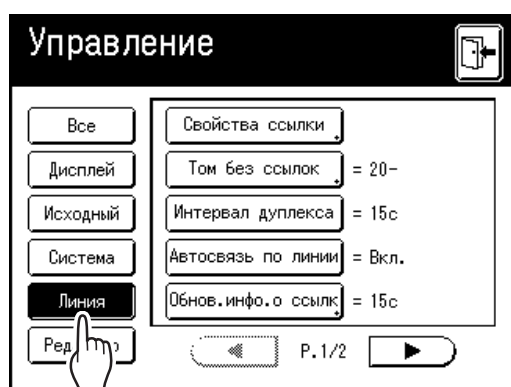 Управление
Все
Дисплей
Исходный
Система
Линия
Свойства ссылки
Том без ссылок = 20-
Интервал дуплекса = 15с
Автосвязь по линии = Вкл.
Обнов.инфо.о ссылк = 15с
P.1/2